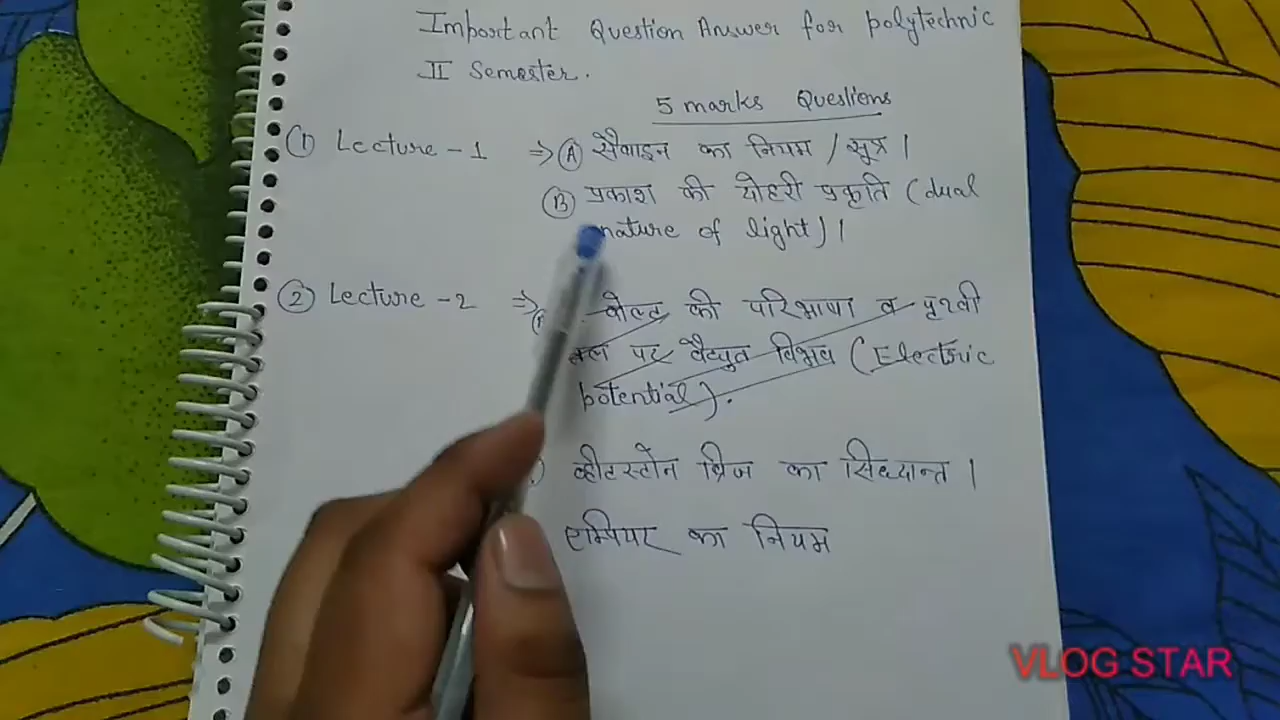 Important Question Answer for polytechnic
II Semester.
5 marks Questions
(1) Lecture - 1 ⇒ (A) सैवाइन का नियम / सूत्र |
(B) प्रकाश की दोहरी प्रकृति (dual
nature of light) |
(2) Lecture - 2 ⇒ वोल्ट की परिभाषा व पृथ्वी
तल पर वैद्युत विभव (Electric
potential).
व्हीटस्टोन ब्रिज का सिध्दान्त |
एम्पियर का नियम
VLOG STAR